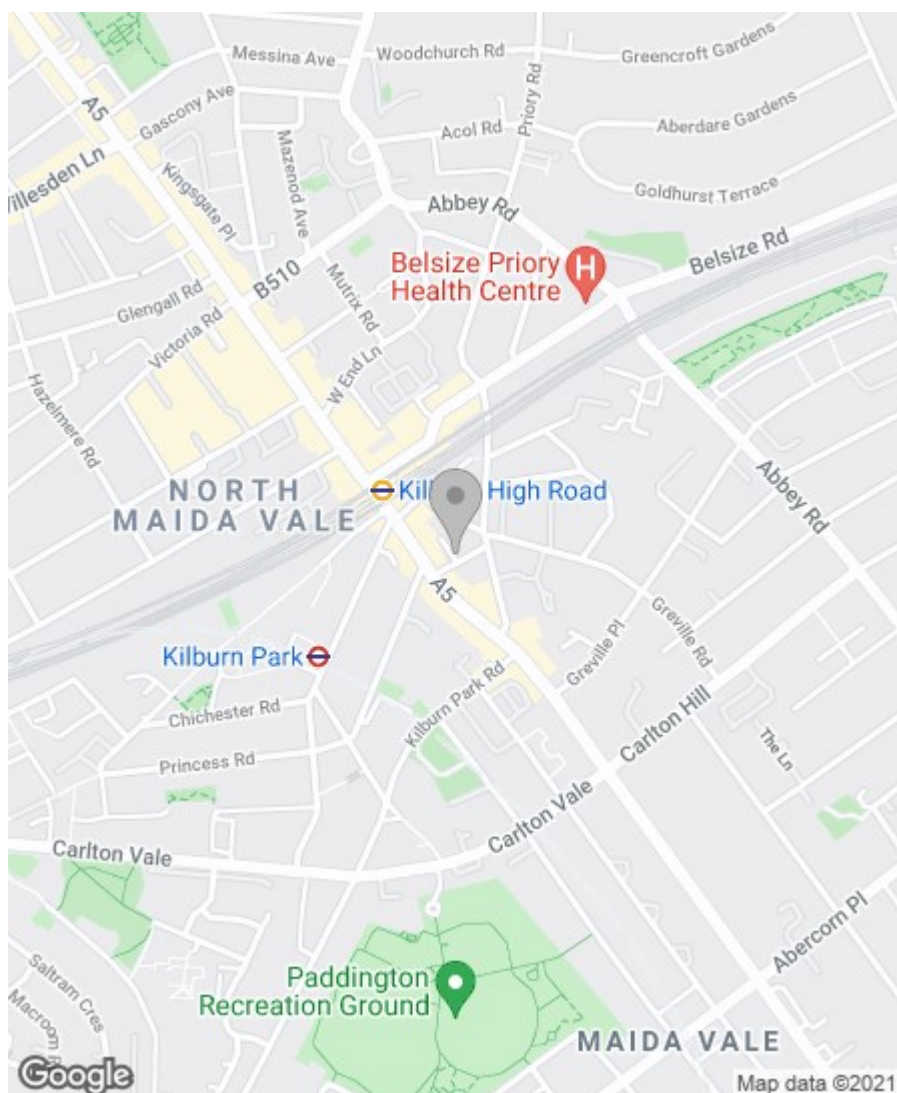 Messina Ave
Woodchurch Rd
Greencroft Gardens
A5
Gascony Ave
Priory Rd
Acol Rd
Aberdare Gardens
Willesden Ln
Kingsgate Pl
Mazenod Ave
Goldhurst Terrace
Abbey Rd
Belsize Rd
Belsize Priory
Health Centre
H
B510
Glengall Rd
Mutrix Rd
Victoria Rd
W End Ln
Hazelmere Rd
NORTH
MAIDA VALE
High Road
Abbey Rd
A5
Kilburn Park
Greville Pl
Greville Rd
Kilburn Park Rd
Chichester Rd
Carlton Hill
Princess Rd
The Ln
Carlton Vale
Carlton Vale
Abercorn Pl
Saltram Cres
Paddington
Recreation Ground
Macroom
MAIDA VALE
Google
Map data ©2021